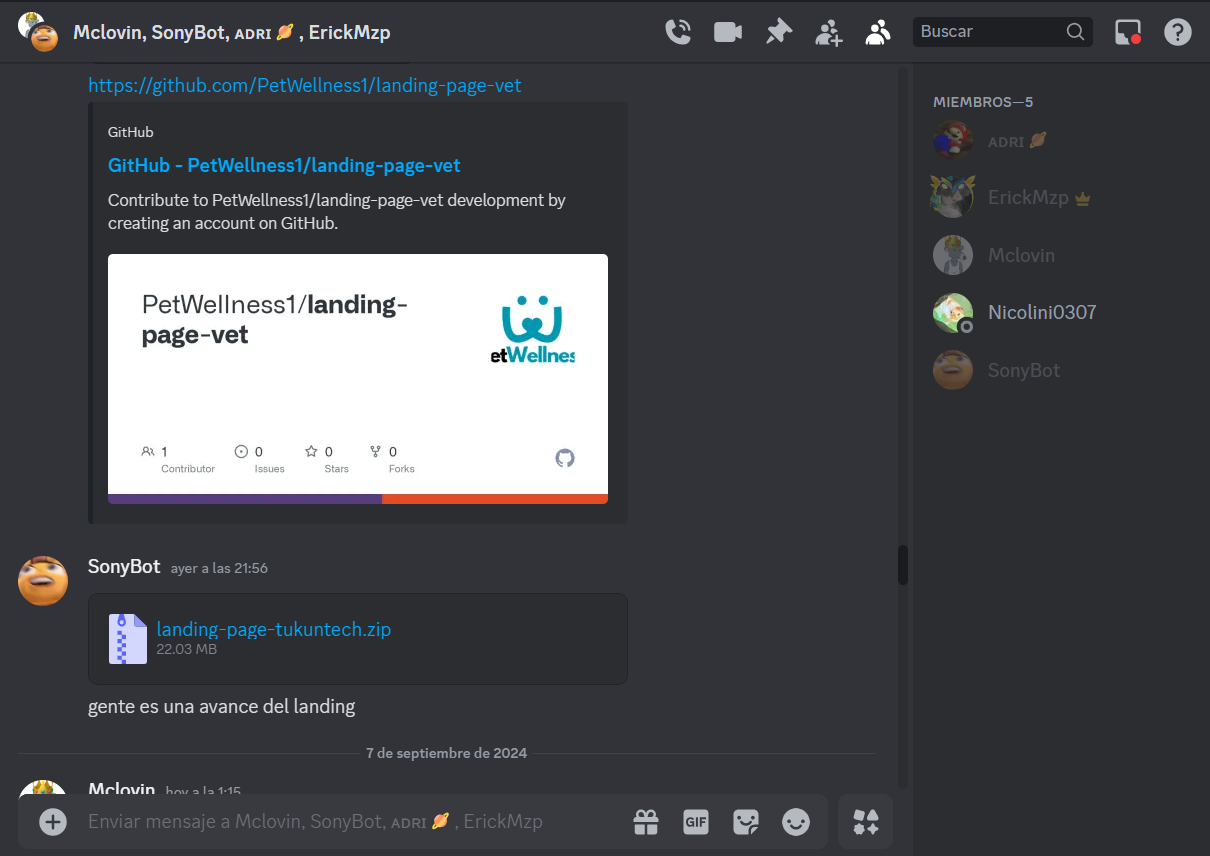 Mclovin, SonyBot, ᴀᴅʀɪ 🪐 , ErickMzp
Buscar
https://github.com/PetWellness1/landing-page-vet
GitHub
GitHub - PetWellness1/landing-page-vet
Contribute to PetWellness1/landing-page-vet development by
creating an account on GitHub.
PetWellness1/landing-
page-vet
etWellnes
1
Contributor
0
Issues
0
Stars
0
Forks
SonyBot ayer a las 21:56
landing-page-tukuntech.zip
22.03 MB
gente es una avance del landing
7 de septiembre de 2024
Mclovin hoy a la 1:15
Enviar mensaje a Mclovin, SonyBot, ᴀᴅʀɪ 🪐 , ErickMzp
GIF
MIEMBROS—5
ᴀᴅʀɪ 🪐
ErickMzp
Mclovin
Nicolini0307
SonyBot